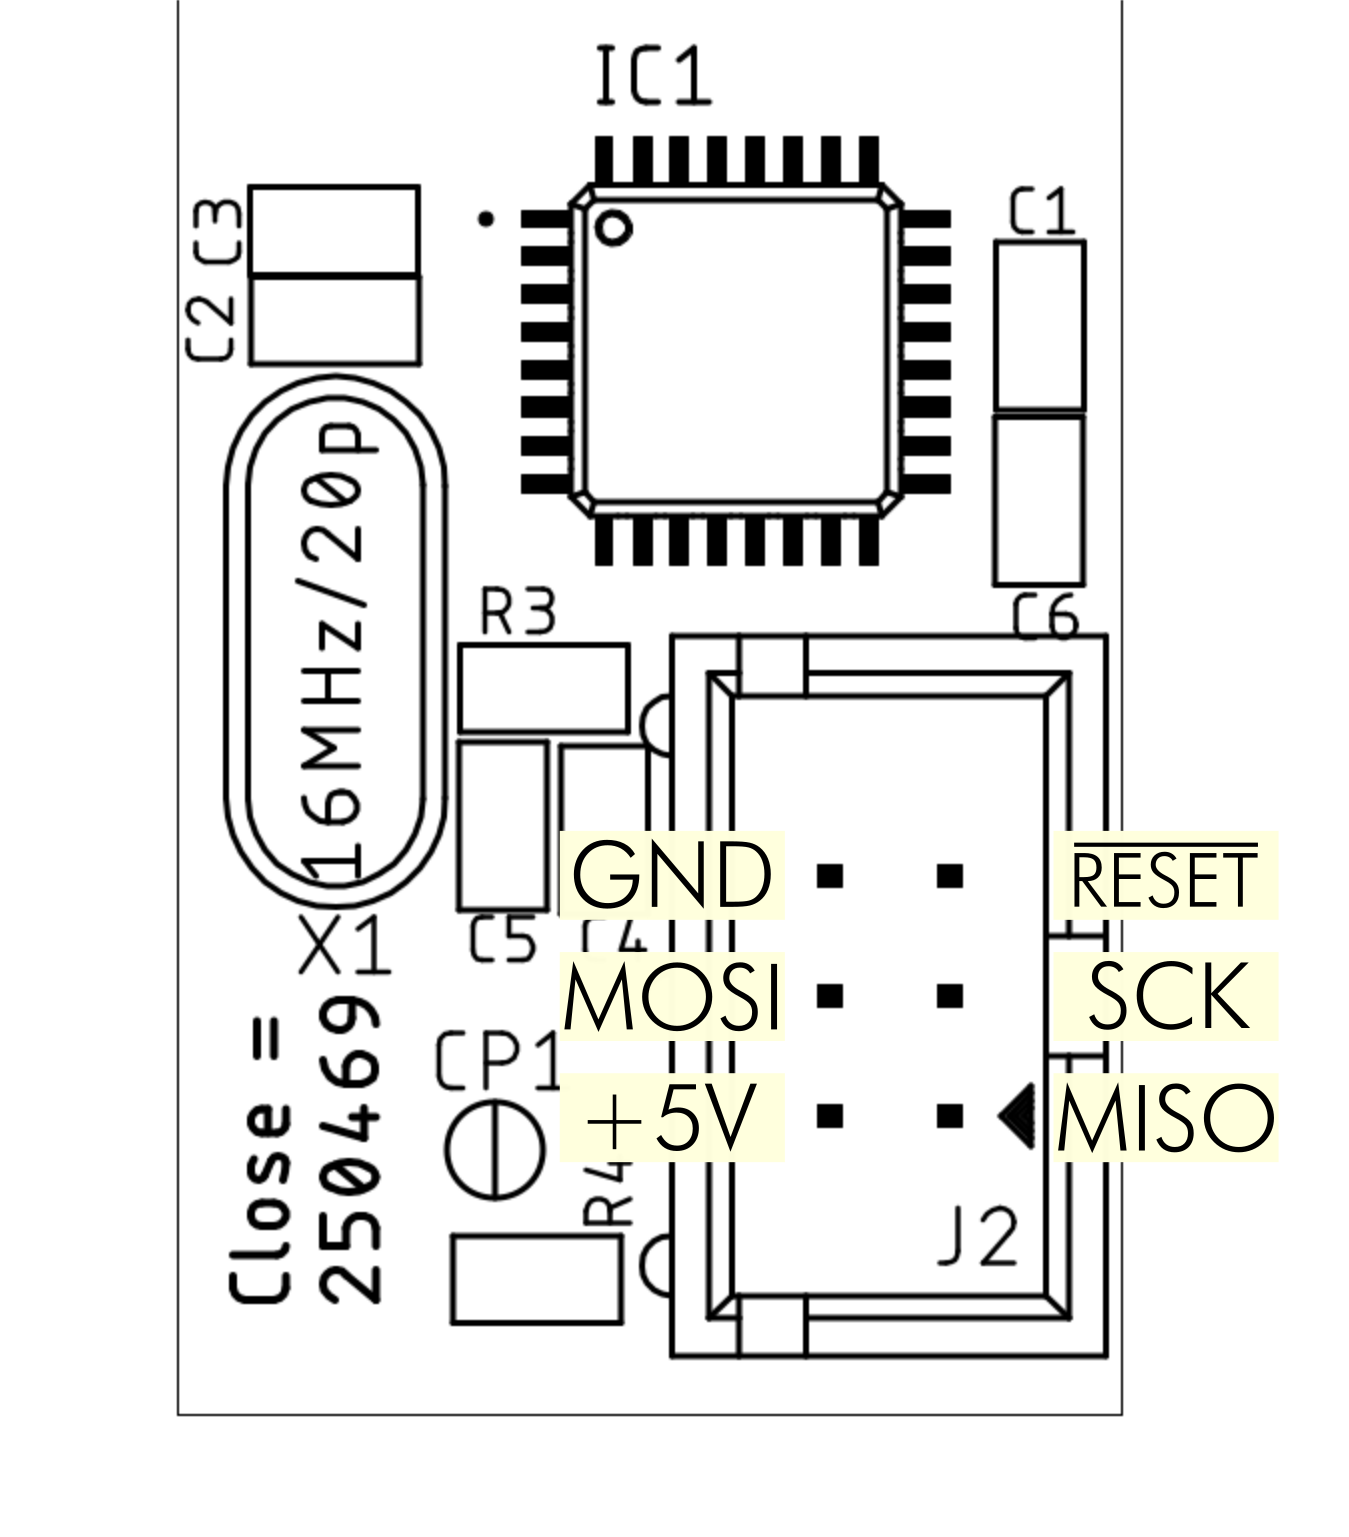 IC1
C3
C1
C2
16MHz/20p
R3
C6
GND
RESET
C5
C4
X1
MOSI
SCK
Close =
250469
CP1
+5V
MISO
R4
J2